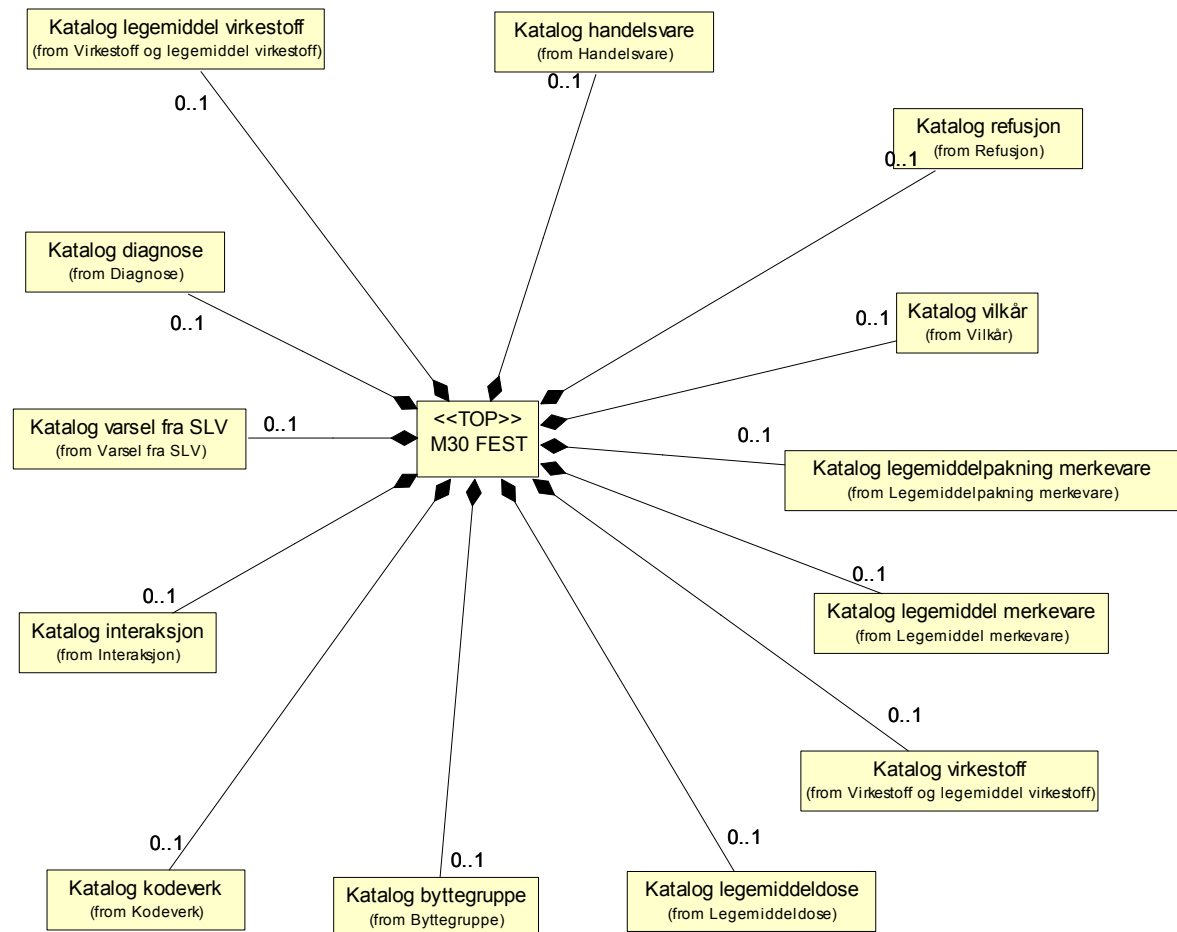 Katalog legemiddel virkestoff
(from Virkestoff og legemiddel virkestoff)
0..1
Katalog handelsvare
(from Handelsvare)
0..1
Katalog refusjon
(from Refusjon)
0..1
Katalog diagnose
(from Diagnose)
0..1
Katalog vilkår
(from Vilkår)
0..1
<<TOP>>
M30 FEST
Katalog varsel fra SLV
(from Varsel fra SLV)
0..1
Katalog legemiddelpakning merkevare
(from Legemiddelpakning merkevare)
0..1
Katalog legemiddel merkevare
(from Legemiddel merkevare)
0..1
Katalog interaksjon
(from Interaksjon)
0..1
Katalog virkestoff
(from Virkestoff og legemiddel virkestoff)
0..1
Katalog kodeverk
(from Kodeverk)
0..1
Katalog byttegruppe
(from Byttegruppe)
0..1
Katalog legemiddeldose
(from Legemiddeldose)
0..1